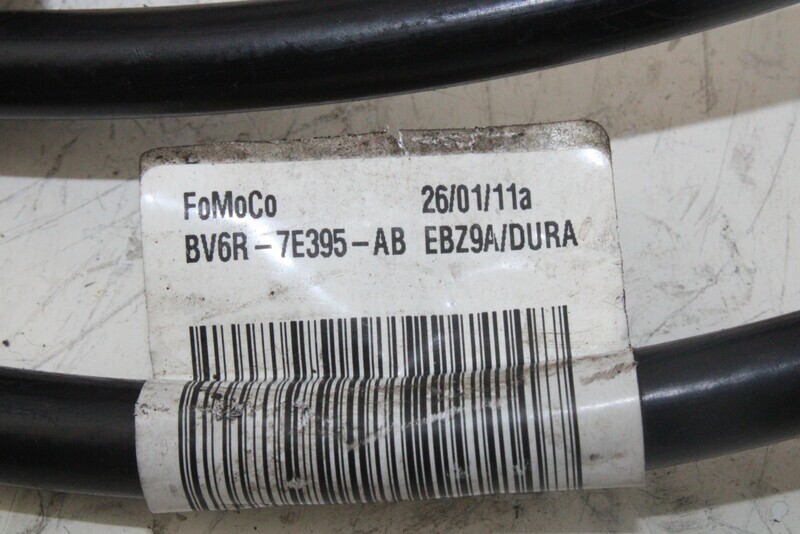 FoMoCo 26/01/11a
BV6R-7E395-AB EBZ9A/DURA